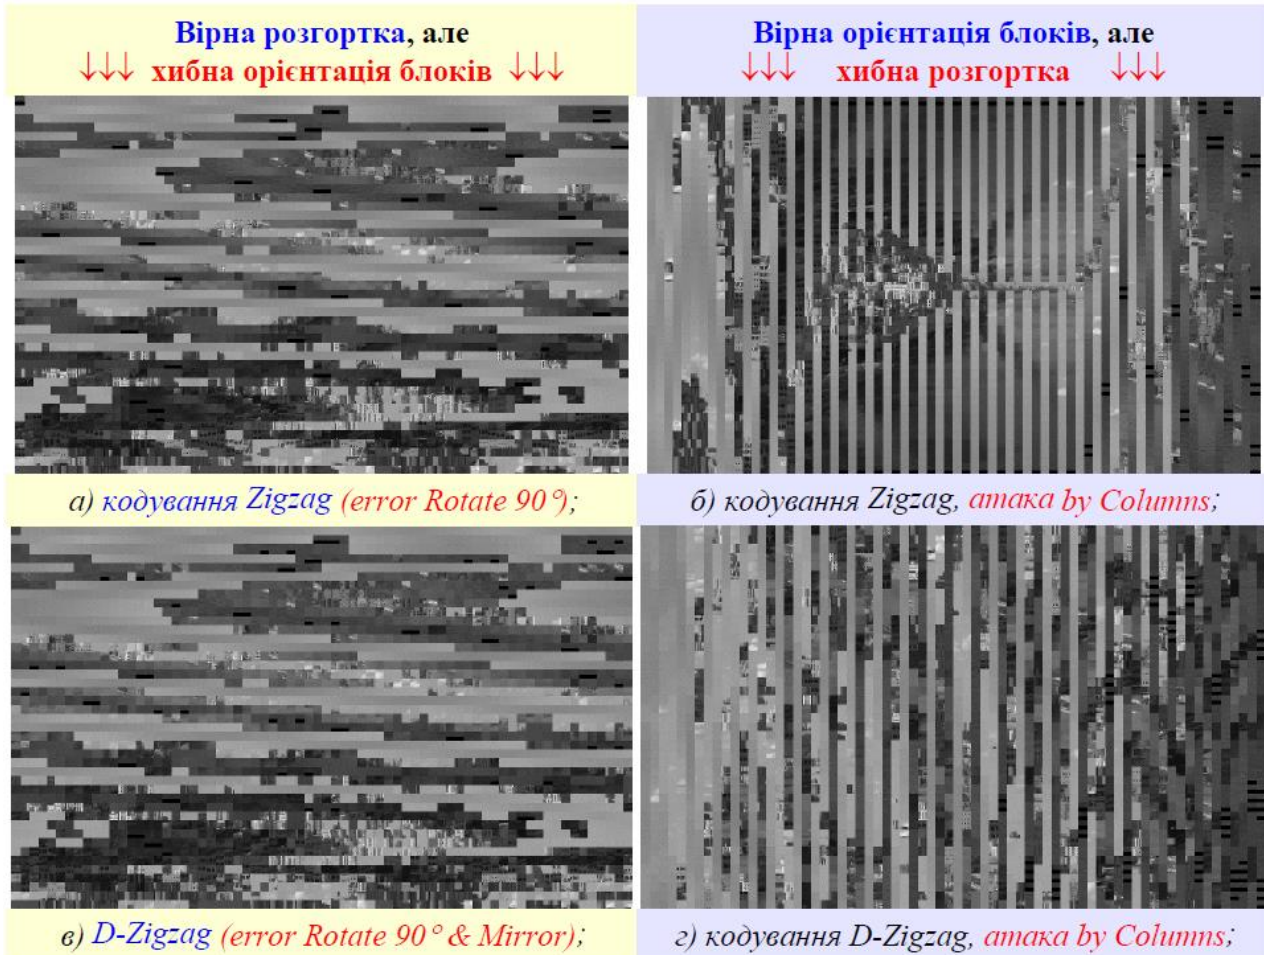 Вірна розгортка, але
↓↓↓ хибна орієнтація блоків ↓↓↓
Вірна орієнтація блоків, але
↓↓↓ хибна розгортка ↓↓↓
а) кодування Zigzag (error Rotate 90°);
б) кодування Zigzag, атака by Columns;
в) D-Zigzag (error Rotate 90° & Mirror);
г) кодування D-Zigzag, атака by Columns;